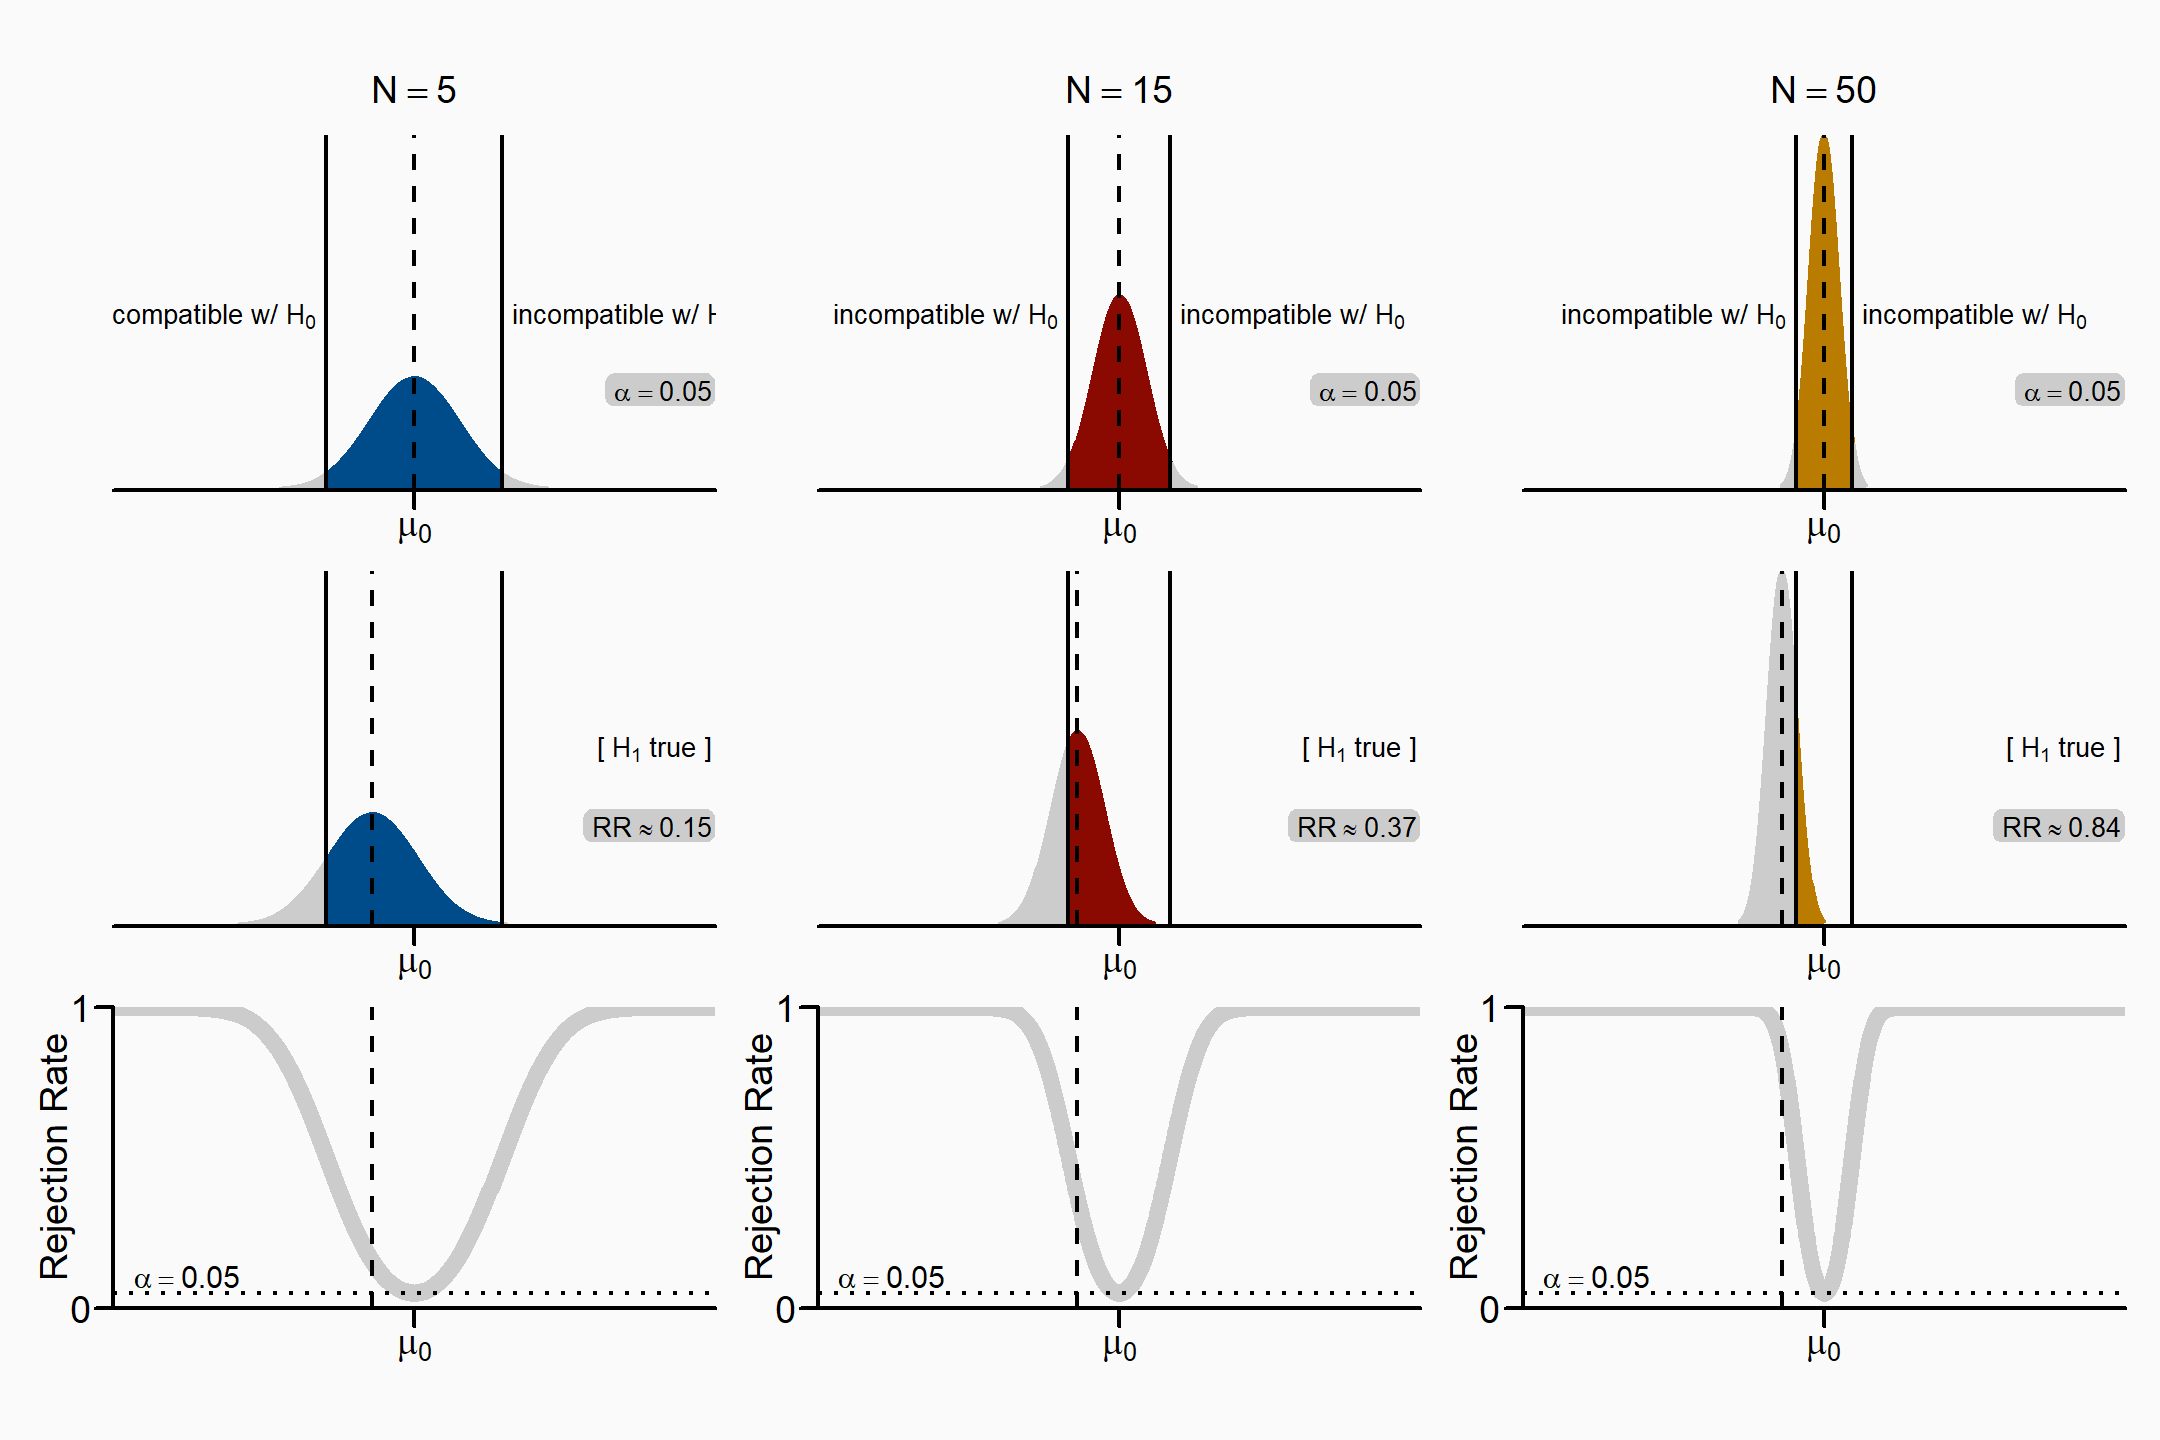 N = 5
N = 15
N = 50
compatible w/ H₀
incompatible w/ H
incompatible w/ H₀
incompatible w/ H₀
incompatible w/ H₀
incompatible w/ H₀
α = 0.05
α = 0.05
α = 0.05
μ₀
μ₀
μ₀
[ H₁ true ]
[ H₁ true ]
[ H₁ true ]
RR ≈ 0.15
RR ≈ 0.37
RR ≈ 0.84
μ₀
μ₀
μ₀
1
Rejection Rate
α = 0.05
0
μ₀
1
Rejection Rate
α = 0.05
0
μ₀
1
Rejection Rate
α = 0.05
0
μ₀